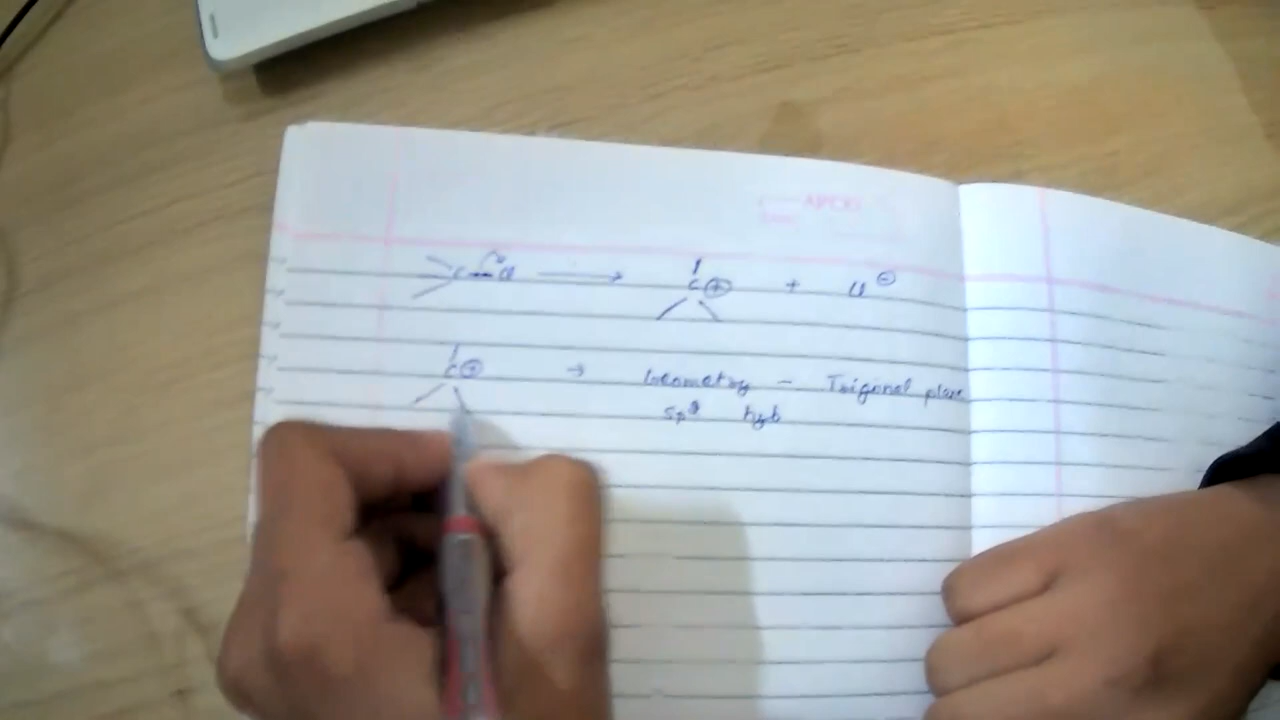 C—Cl → C⊕ + Cl⊖
C⊕ → Geometry - Trigonal plane
sp² hyb